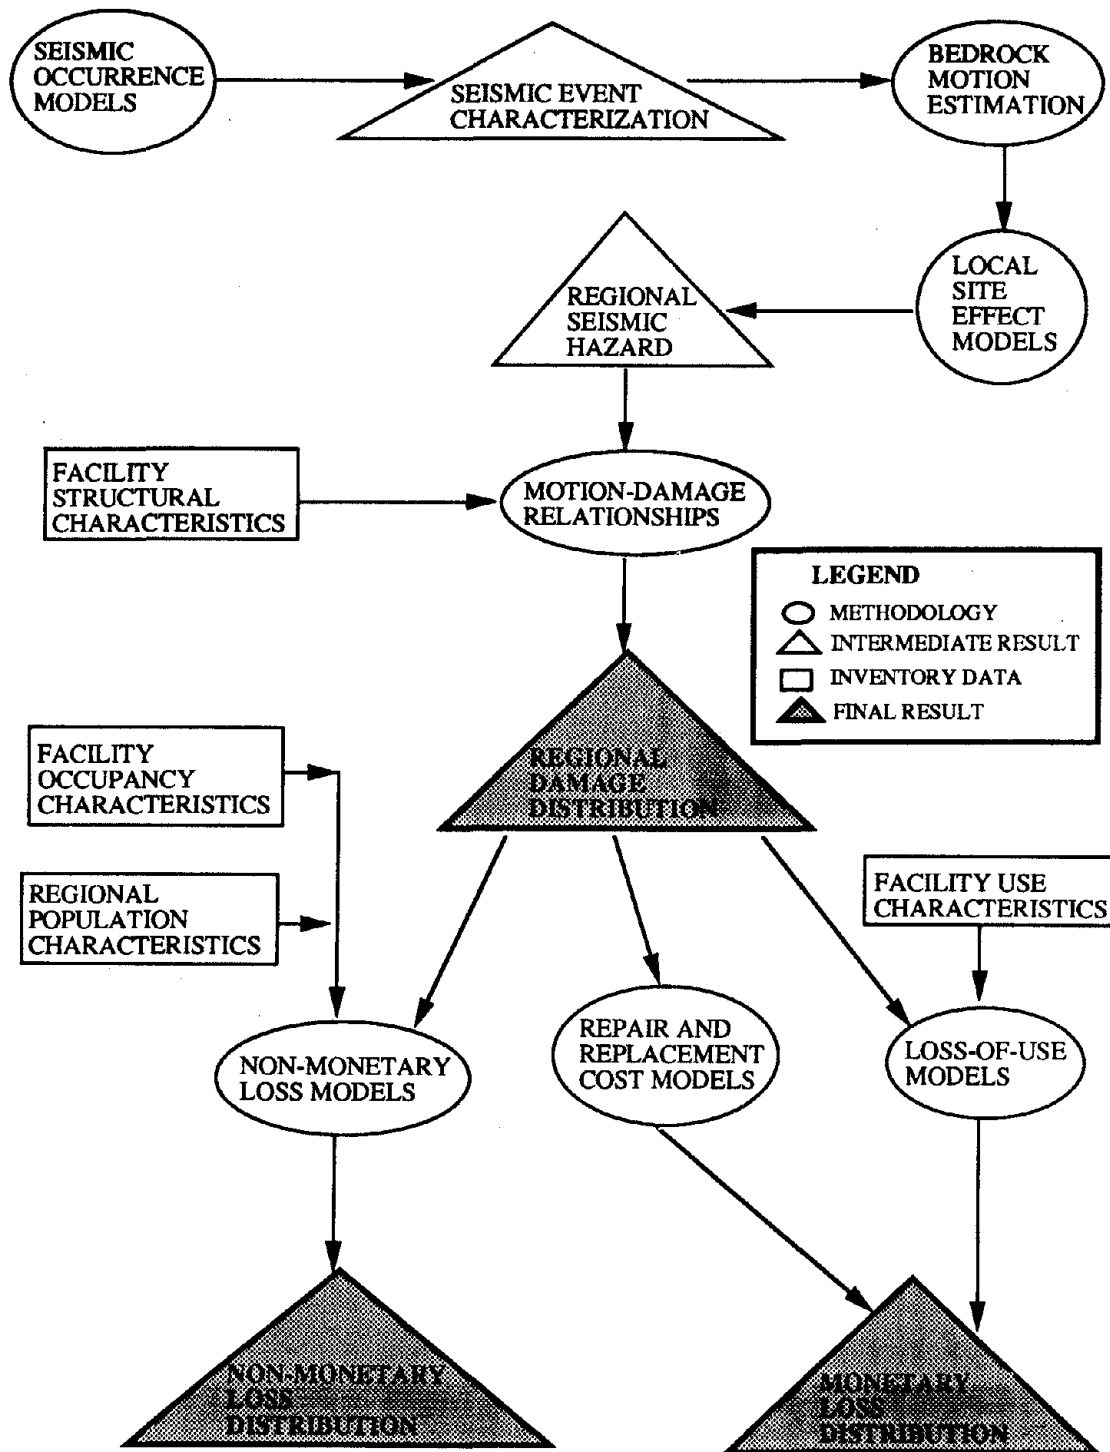 SEISMIC
OCCURRENCE
MODELS
SEISMIC EVENT
CHARACTERIZATION
BEDROCK
MOTION
ESTIMATION
LOCAL
SITE
EFFECT
MODELS
REGIONAL
SEISMIC
HAZARD
FACILITY
STRUCTURAL
CHARACTERISTICS
MOTION-DAMAGE
RELATIONSHIPS
LEGEND
METHODOLOGY
INTERMEDIATE RESULT
INVENTORY DATA
FINAL RESULT
REGIONAL
DAMAGE
DISTRIBUTION
FACILITY
OCCUPANCY
CHARACTERISTICS
REGIONAL
POPULATION
CHARACTERISTICS
FACILITY USE
CHARACTERISTICS
NON-MONETARY
LOSS MODELS
REPAIR AND
REPLACEMENT
COST MODELS
LOSS-OF-USE
MODELS
NON-MONETARY
LOSS
DISTRIBUTION
MONETARY
LOSS
DISTRIBUTION